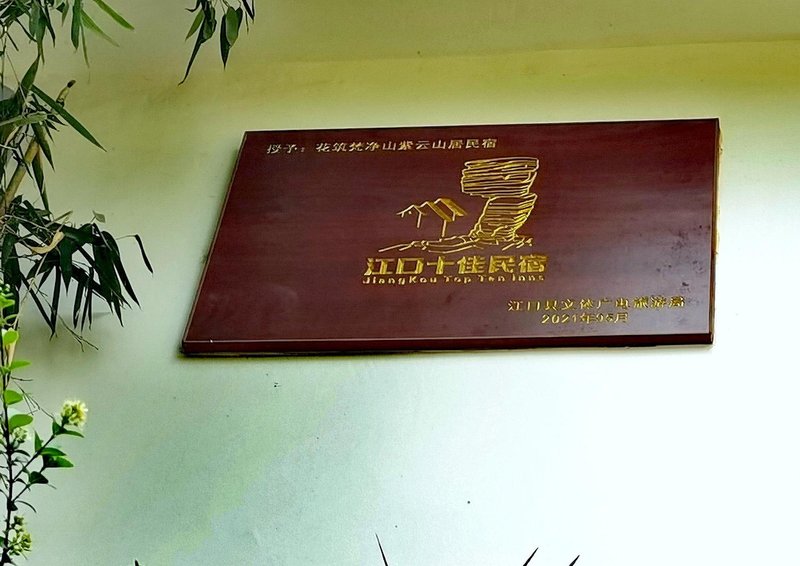 授予：花筑梵净山紫云山居民宿
江口十佳民宿
JiangKou Top Ten Inns
江口县文体广电旅游局
2021年05月